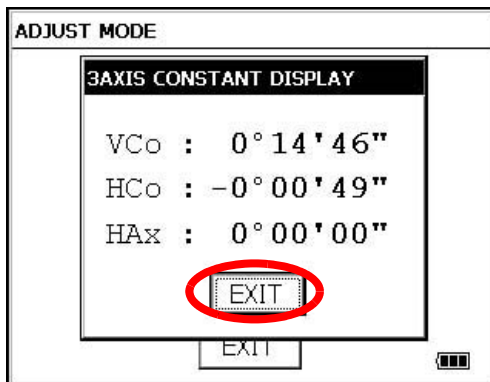 ADJUST MODE
3AXIS CONSTANT DISPLAY
VCo : 0°14'46"
HCo : -0°00'49"
HAx : 0°00'00"
EXIT
EXIT